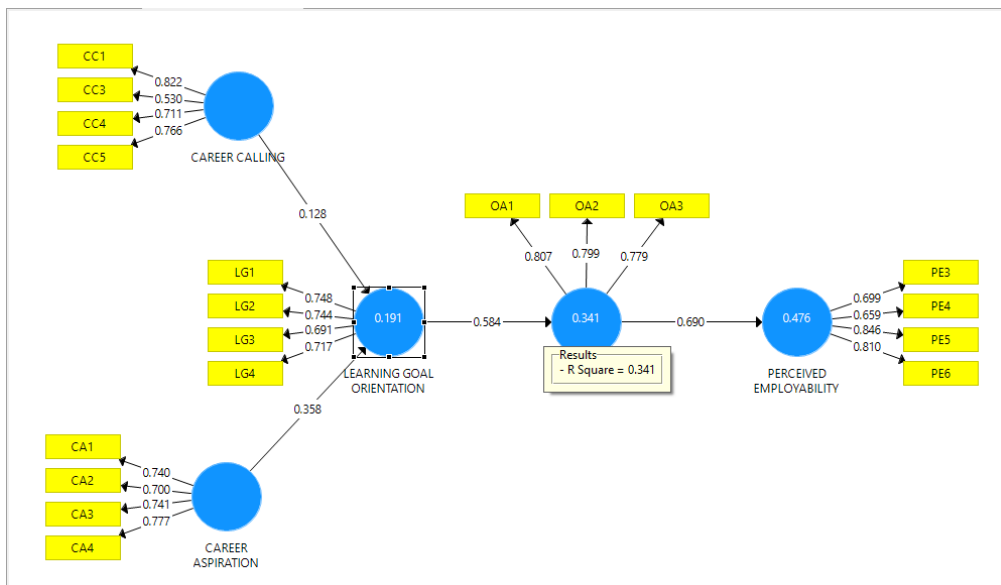 CC1
CC3
CC4
CC5
0.822
0.530
0.711
0.766
CAREER CALLING
0.128
OA1
OA2
OA3
0.807
0.799
0.779
LG1
LG2
LG3
LG4
0.748
0.744
0.691
0.717
0.191
LEARNING GOAL
ORIENTATION
0.584
0.341
Results
- R Square = 0.341
0.690
0.476
PERCEIVED
EMPLOYABILITY
0.699
0.659
0.846
0.810
PE3
PE4
PE5
PE6
0.358
CA1
CA2
CA3
CA4
0.740
0.700
0.741
0.777
CAREER
ASPIRATION